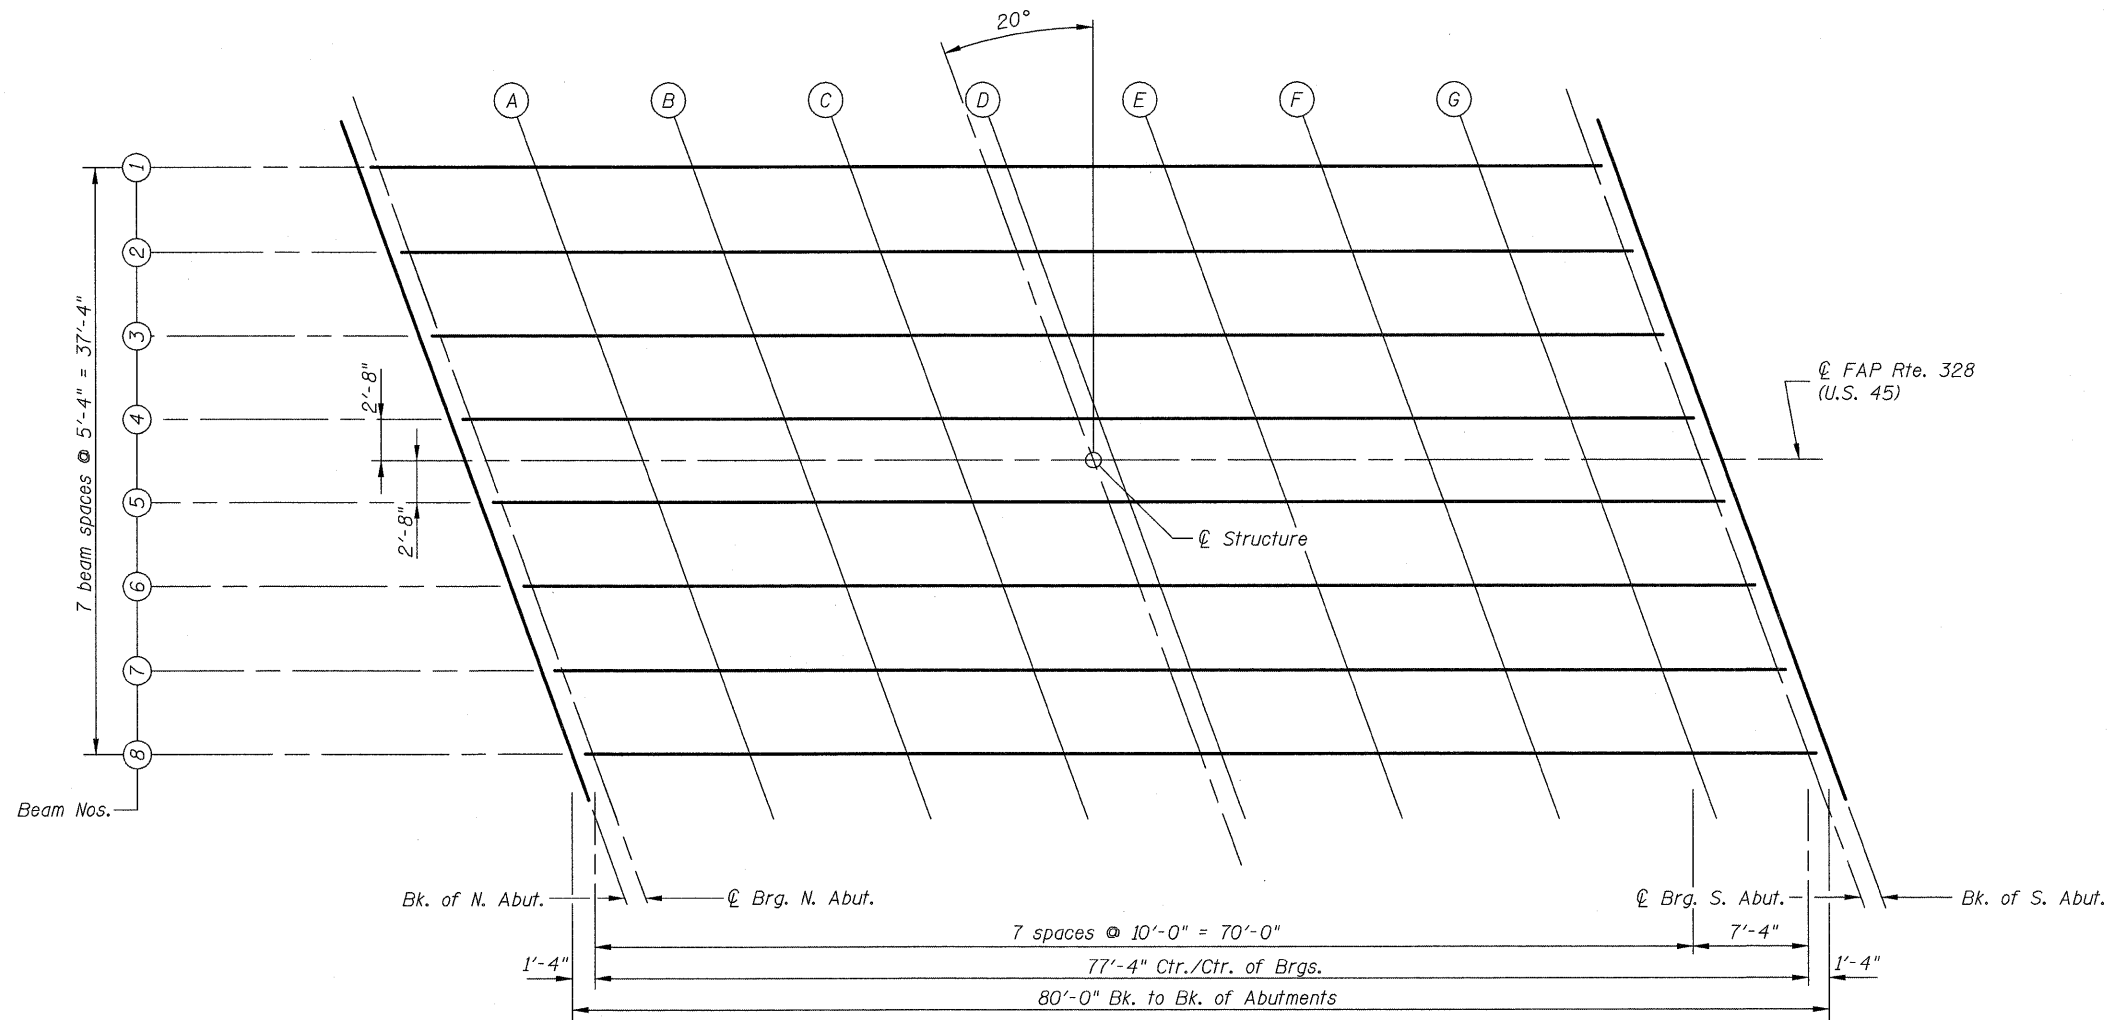 20°
A
B
C
D
E
F
G
1
2
3
4
5
6
7
8
7 beam spaces @ 5'-4" = 37'-4"
2'-8"
2'-8"
℄ FAP Rte. 328
(U.S. 45)
℄ Structure
Beam Nos.
Bk. of N. Abut.
℄ Brg. N. Abut.
℄ Brg. S. Abut.
Bk. of S. Abut.
7 spaces @ 10'-0" = 70'-0"
7'-4"
1'-4"
77'-4" Ctr./Ctr. of Brgs.
1'-4"
80'-0" Bk. to Bk. of Abutments